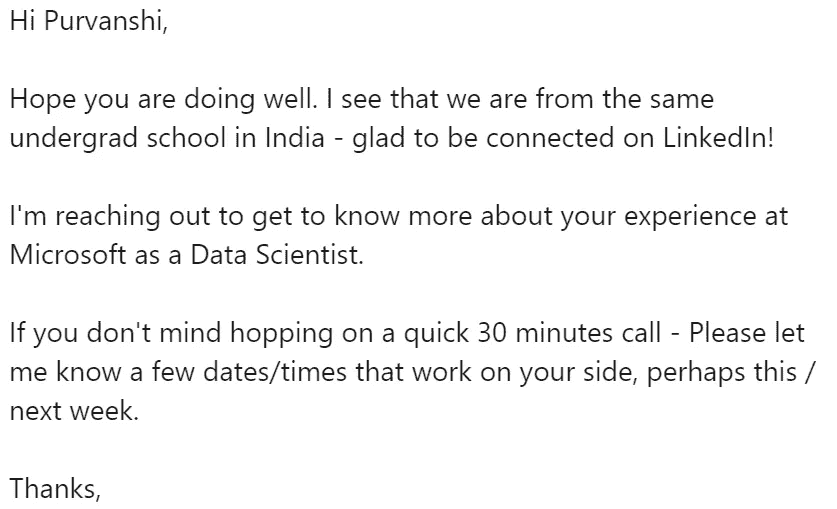 Hi Purvanshi,
Hope you are doing well. I see that we are from the same
undergrad school in India - glad to be connected on LinkedIn!
I'm reaching out to get to know more about your experience at
Microsoft as a Data Scientist.
If you don't mind hopping on a quick 30 minutes call - Please let
me know a few dates/times that work on your side, perhaps this /
next week.
Thanks,